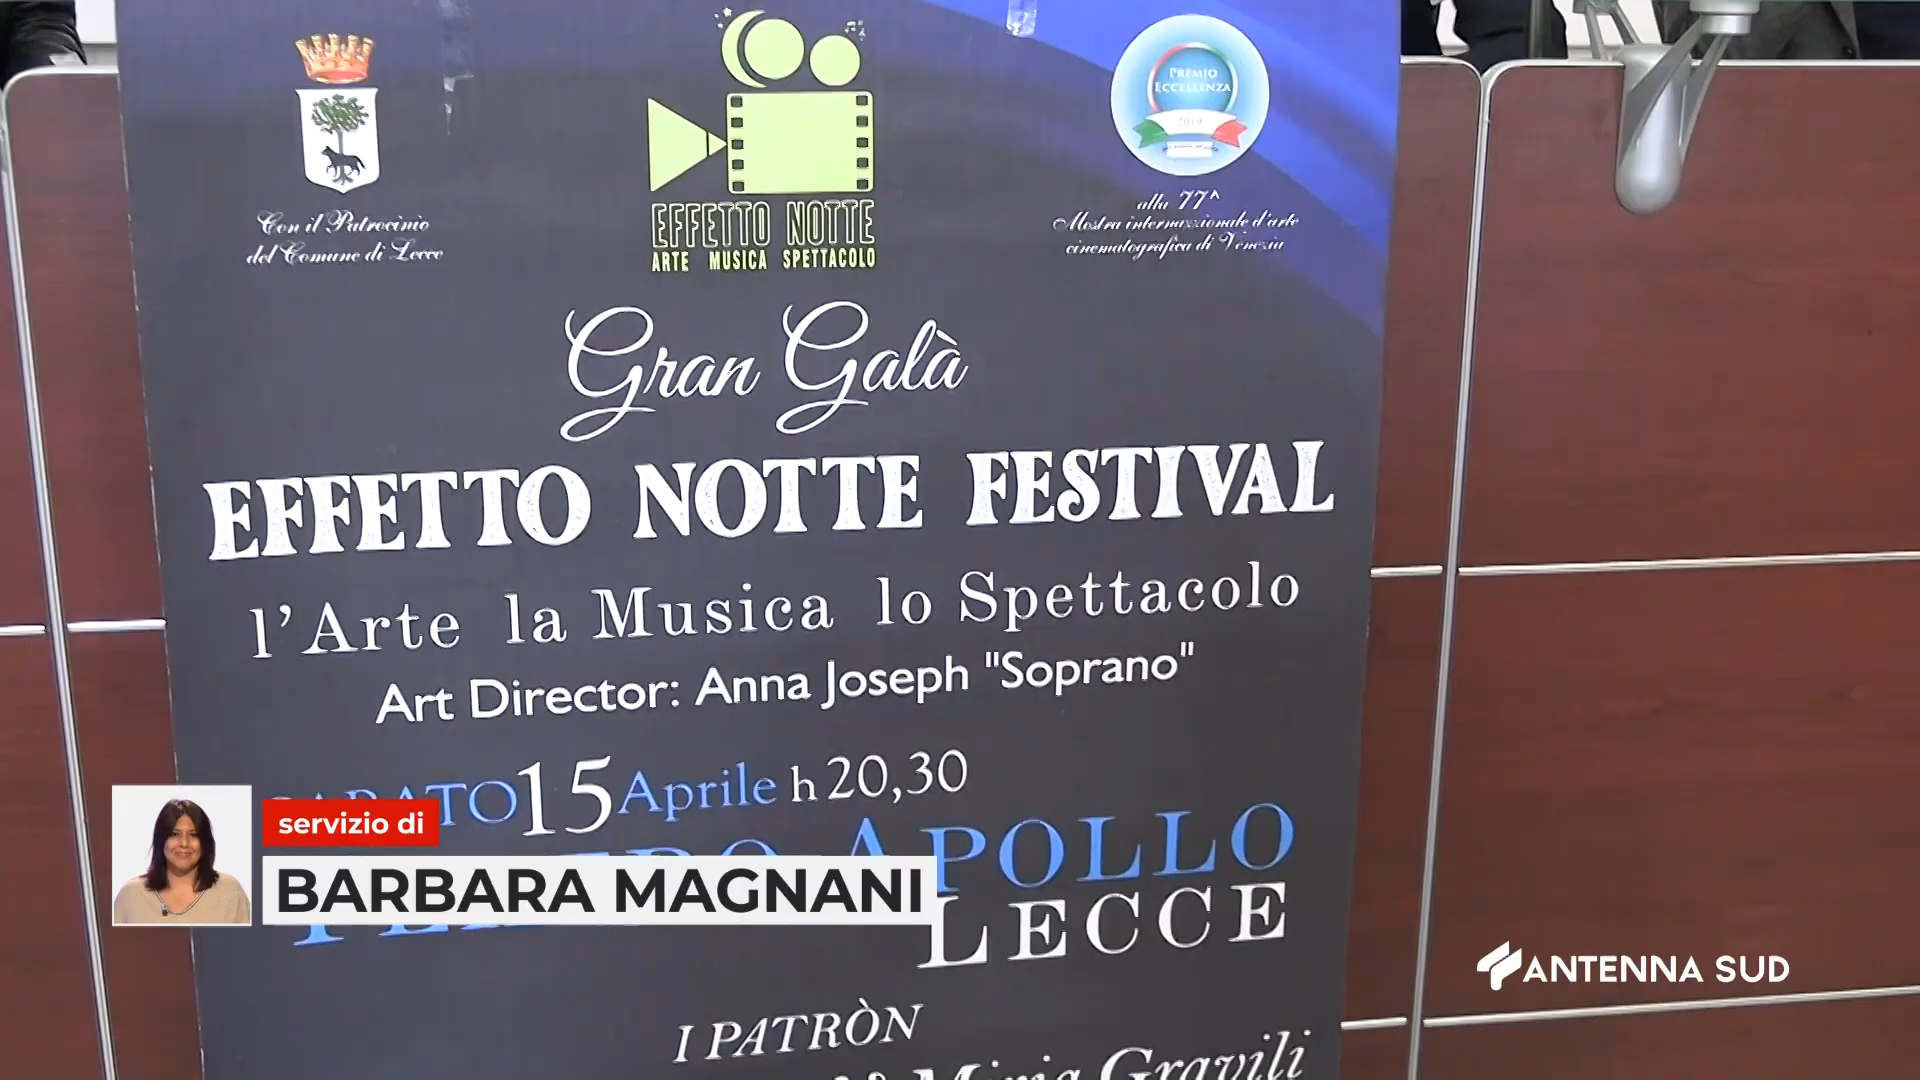 PREMIO
ECCELLENZA
2019
Con il Patrocinio
del Comune di Lecce
EFFETTO NOTTE
ARTE MUSICA SPETTACOLO
alla 77^
Mostra internazzionale d'arte
cinematografica di Venezia
Gran Galà
EFFETTO NOTTE FESTIVAL
l'Arte la Musica lo Spettacolo
Art Director: Anna Joseph "Soprano"
15 Aprile h 20,30
servizio di
BARBARA MAGNANI
APOLLO
LECCE
ANTENNA SUD
I PATRÒN
Gravili